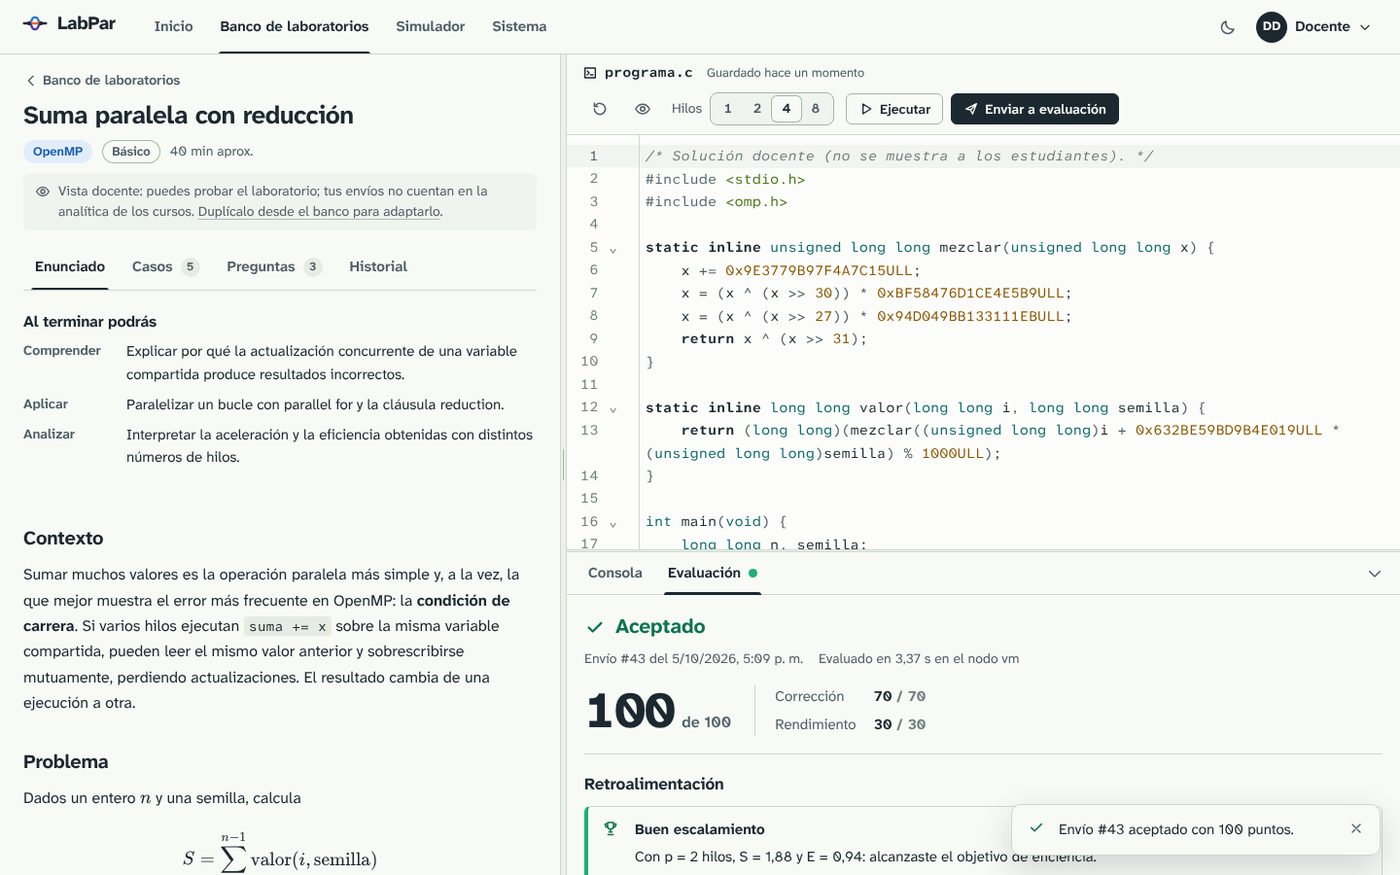 LabPar
Inicio
Banco de laboratorios
Simulador
Sistema
DD
Docente
Banco de laboratorios
Suma paralela con reducción
OpenMP
Básico
40 min aprox.
Vista docente: puedes probar el laboratorio; tus envíos no cuentan en la
analítica de los cursos. Duplícalo desde el banco para adaptarlo.
Enunciado
Casos 5
Preguntas 3
Historial
Al terminar podrás
Comprender
Explicar por qué la actualización concurrente de una variable
compartida produce resultados incorrectos.
Aplicar
Paralelizar un bucle con parallel for y la cláusula reduction.
Analizar
Interpretar la aceleración y la eficiencia obtenidas con distintos
números de hilos.
Contexto
Sumar muchos valores es la operación paralela más simple y, a la vez, la
que mejor muestra el error más frecuente en OpenMP: la condición de
carrera. Si varios hilos ejecutan suma += x sobre la misma variable
compartida, pueden leer el mismo valor anterior y sobrescribirse
mutuamente, perdiendo actualizaciones. El resultado cambia de una
ejecución a otra.
Problema
Dados un entero n y una semilla, calcula
n−1
S = ∑ valor(i, semilla)
programa.c
Guardado hace un momento
Hilos
1 2 4 8
Ejecutar
Enviar a evaluación
1 /* Solución docente (no se muestra a los estudiantes). */
2 #include <stdio.h>
3 #include <omp.h>
4
5 static inline unsigned long long mezclar(unsigned long long x) {
6     x += 0x9E3779B97F4A7C15ULL;
7     x = (x ^ (x >> 30)) * 0xBF58476D1CE4E5B9ULL;
8     x = (x ^ (x >> 27)) * 0x94D049BB133111EBULL;
9     return x ^ (x >> 31);
10 }
11
12 static inline long long valor(long long i, long long semilla) {
13     return (long long)(mezclar((unsigned long long)i + 0x632BE59BD9B4E019ULL *
(unsigned long long)semilla) % 1000ULL);
14 }
15
16 int main(void) {
17     long long n, semilla;
Consola
Evaluación
Aceptado
Envío #43 del 5/10/2026, 5:09 p. m.
Evaluado en 3,37 s en el nodo vm
100 de 100
Corrección 70 / 70
Rendimiento 30 / 30
Retroalimentación
Buen escalamiento
Con p = 2 hilos, S = 1,88 y E = 0,94: alcanzaste el objetivo de eficiencia.
Envío #43 aceptado con 100 puntos.